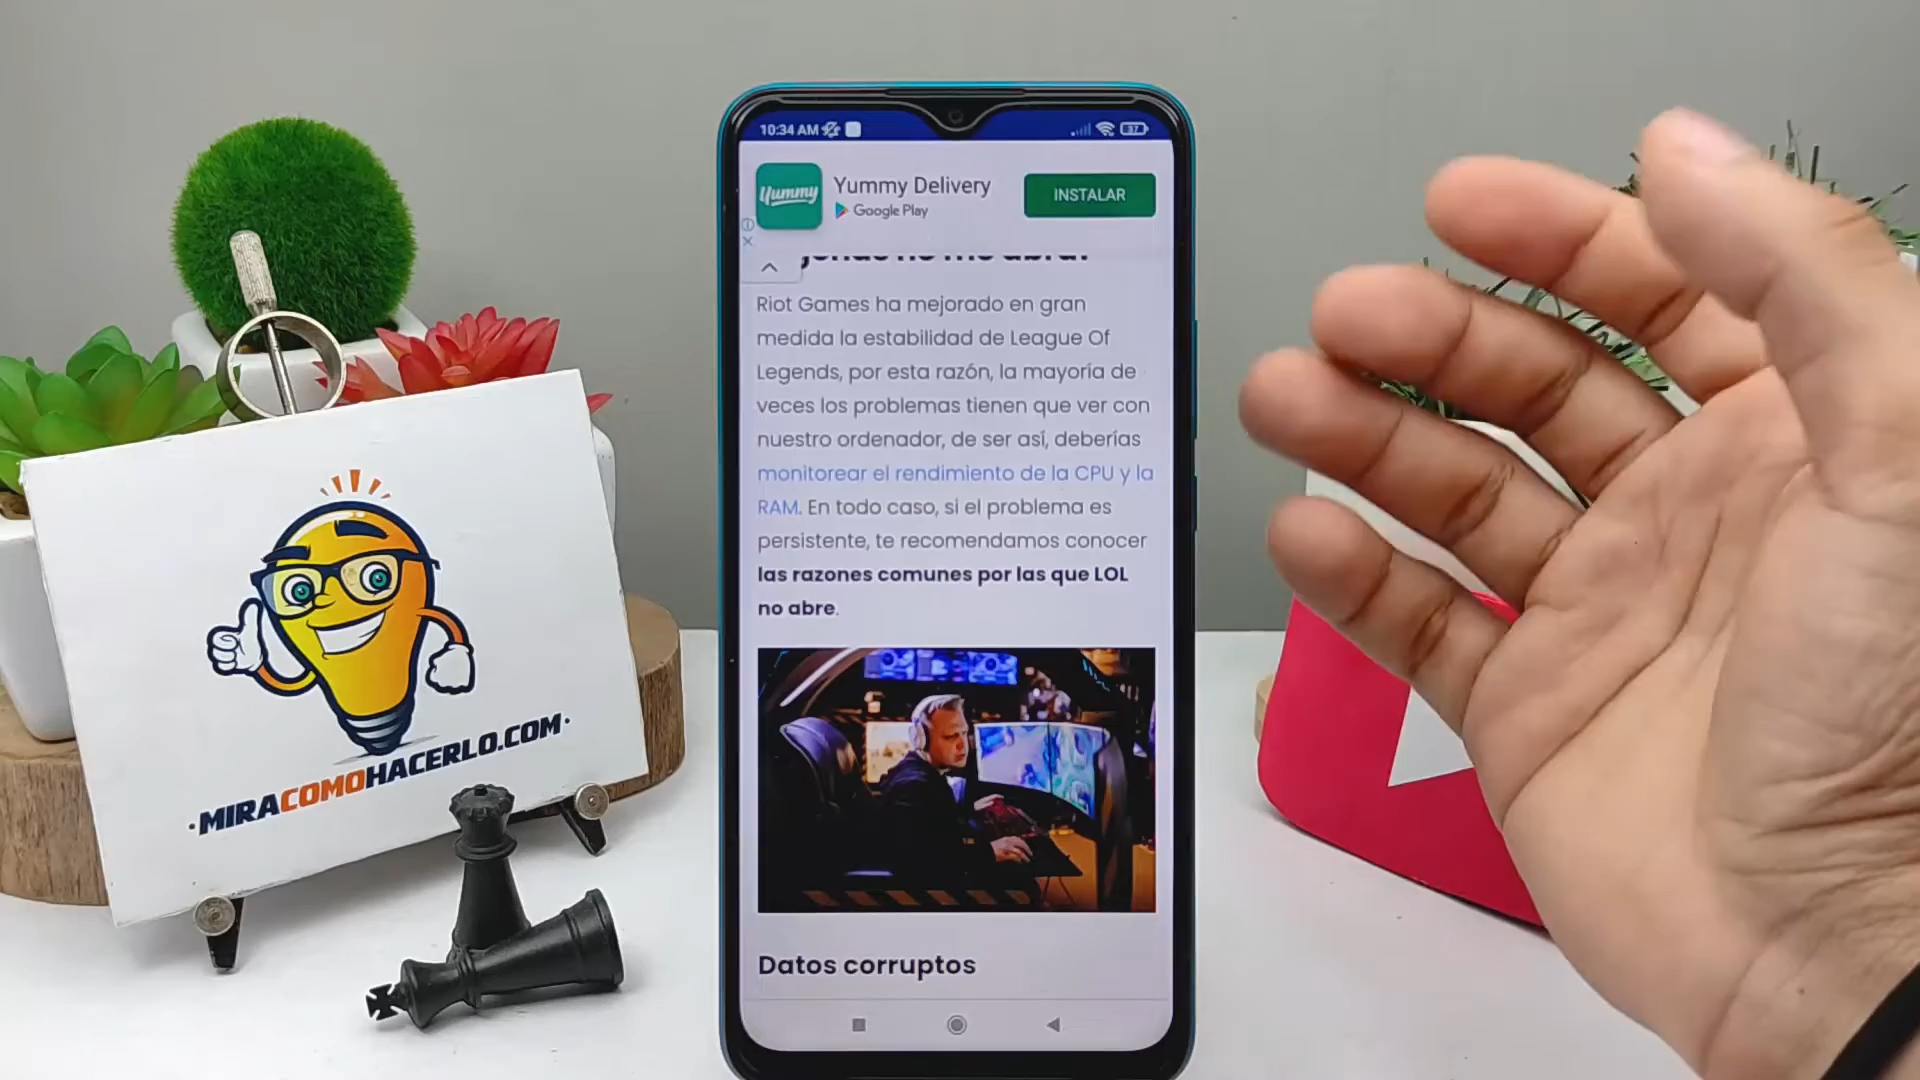 10:34 AM
37
Yummy
Yummy Delivery
Google Play
INSTALAR
Riot Games ha mejorado en gran
medida la estabilidad de League Of
Legends, por esta razón, la mayoría de
veces los problemas tienen que ver con
nuestro ordenador, de ser así, deberías
monitorear el rendimiento de la CPU y la
RAM. En todo caso, si el problema es
persistente, te recomendamos conocer
las razones comunes por las que LOL
no abre.
Datos corruptos
·MIRACOMOHACERLO.COM·